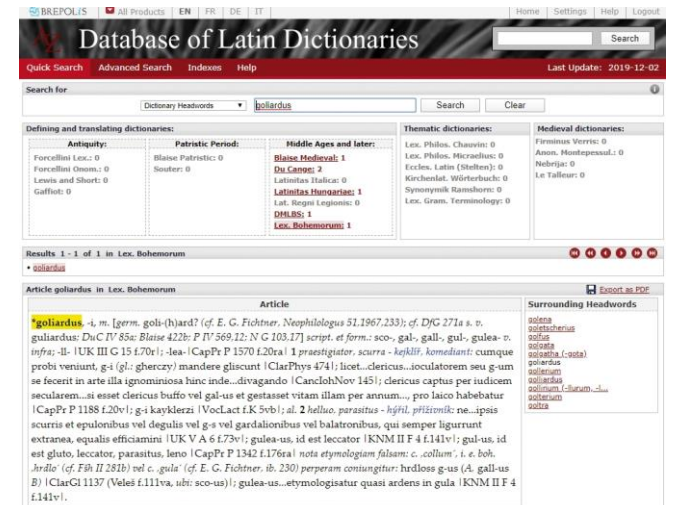 BREPOLiS All Products EN FR DE IT Home Settings Help Logout
Database of Latin Dictionaries Search
Quick Search Advanced Search Indexes Help Last Update: 2019-12-02
Search for
Dictionary Headwords goliardus Search Clear
Defining and translating dictionaries: Thematic dictionaries: Medieval dictionaries:
Antiquity:
Forcellini Lex.: 0
Forcellini Onom.: 0
Lewis and Short: 0
Gaffiot: 0
Patristic Period:
Blaise Patristic: 0
Souter: 0
Middle Ages and later:
Blaise Medieval: 1
Du Cange: 2
Latinitas Italica: 0
Latinitas Hungariae: 1
Lat. Regni Legionis: 0
DMLBS: 1
Lex. Bohemorum: 1
Lex. Philos. Chauvin: 0
Lex. Philos. Micraelius: 0
Eccles. Latin (Stelten): 0
Kirchenlat. Wörterbuch: 0
Synonymik Ramshorn: 0
Lex. Gram. Terminology: 0
Firminus Verris: 0
Anon. Montepessul.: 0
Nebrija: 0
Le Talleur: 0
Results 1 - 1 of 1 in Lex. Bohemorum
• goliardus
Article goliardus in Lex. Bohemorum Export as PDF
Article
*goliardus, -i, m. [germ. goli-(h)ard? (cf. E. G. Fichtner, Neophilologus 51,1967,233); cf. DfG 271a s. v.
guliardus: DuC IV 85a: Blaise 422b: P IV 569,12: N G 103,17] script. et form.: sco-, gal-, gall-, gul-, gulea- v.
infra; -ll- |UK III G 15 f.70r|; -lea-|CapPr P 1570 f.20ra| 1 praestigiator, scurra - kejklíř, komediant: cumque
probi veniunt, g-i (gl.: gherczy) mandere gliscunt |ClarPhys 474|; licet...clericus...ioculatorem seu g-um
se fecerit in arte illa ignominiosa hinc inde...divagando |CancIohNov 145|; clericus captus per iudicem
secularem...si esset clericus buffo vel gal-us et gestasset vitam illam per annum..., pro laico habebatur
|CapPr P 1188 f.20v|; g-i kayklerzi |VocLact f.K 5vb|; al. 2 helluo, parasitus - hýřil, příživník: ne...ipsis
scurris et epulonibus vel degulis vel g-s vel gardalionibus vel balatronibus, qui semper ligurrunt
extranea, equalis efficiamini |UK V A 6 f.73v|; gulea-us, id est leccator |KNM II F 4 f.141v|; gul-us, id
est gluto, leccator, parasitus, leno |CapPr P 1342 f.176ra| nota etymologiam falsam: c. ‚collum‘, i. e. boh.
‚hrdlo‘ (cf. Fšh II 281b) vel c. ‚gula‘ (cf. E. G. Fichtner, ib. 230) perperam coniungitur: hrdloss g-us (A. gall-us
B) |ClarGl 1137 (Veleš f.111va, ubi: sco-us)|; gulea-us...etymologisatur quasi ardens in gula |KNM II F 4
f.141v|.
Surrounding Headwords
golena
goletscherius
golfus
golgata
golgatha (-gota)
goliardus
gollerium
golliardus
gollinum (-llurum, -l...
golterium
goltra